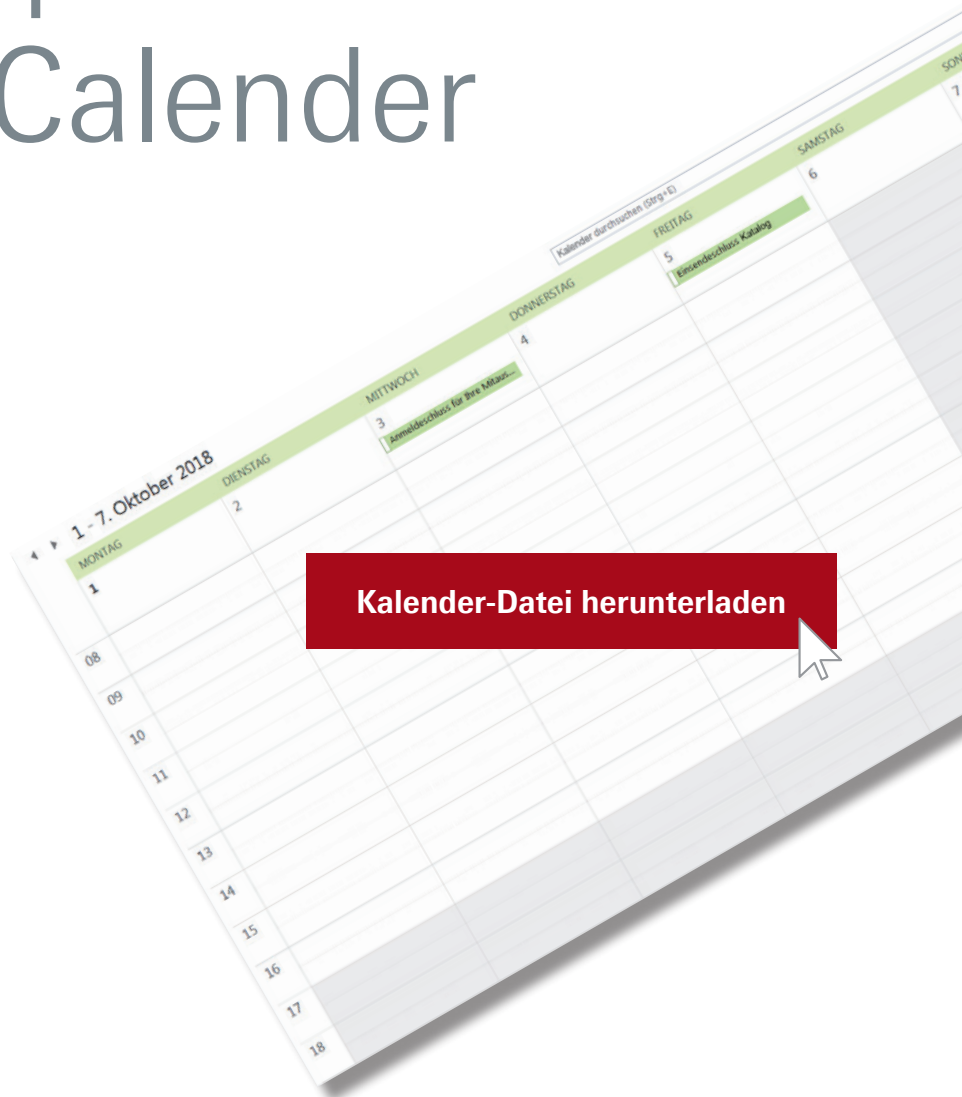 Calender
Kalender durchsuchen (Strg+E)
1 - 7. Oktober 2018
MONTAG
DIENSTAG
MITTWOCH
DONNERSTAG
FREITAG
SAMSTAG
1
2
3
4
5
6
7
Anmeldeschluss für Ihre Mitaus...
Einsendeschluss Katalog
08
09
10
11
12
13
14
15
16
17
18
Kalender-Datei herunterladen